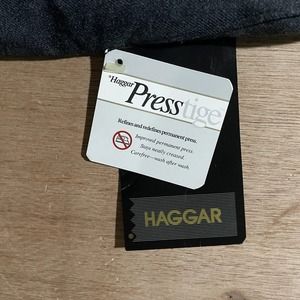 Haggar
Presstige
Refines and redefines permanent press.
Improved permanent press.
Stays neatly creased.
Carefree—wash after wash.
HAGGAR